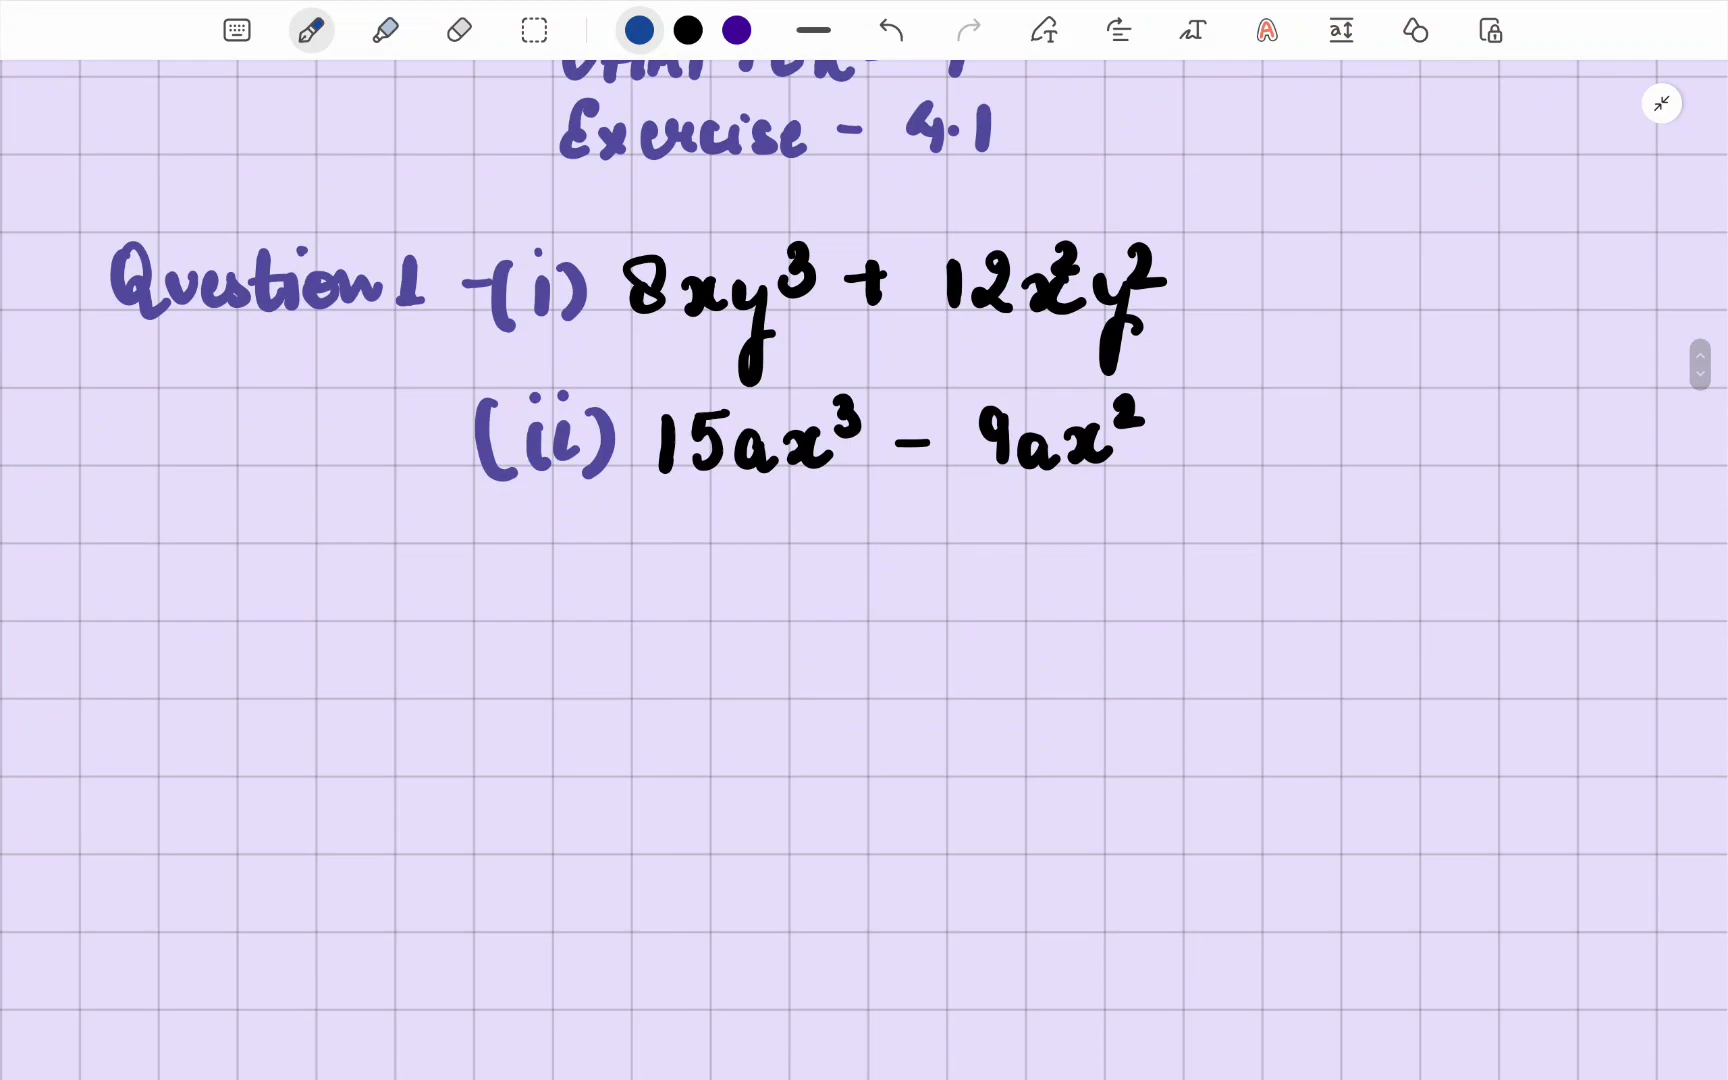 Exercise - 4.1
Question 1 -(i) 8xy³ + 12x²y²
(ii) 15ax³ - 9ax²